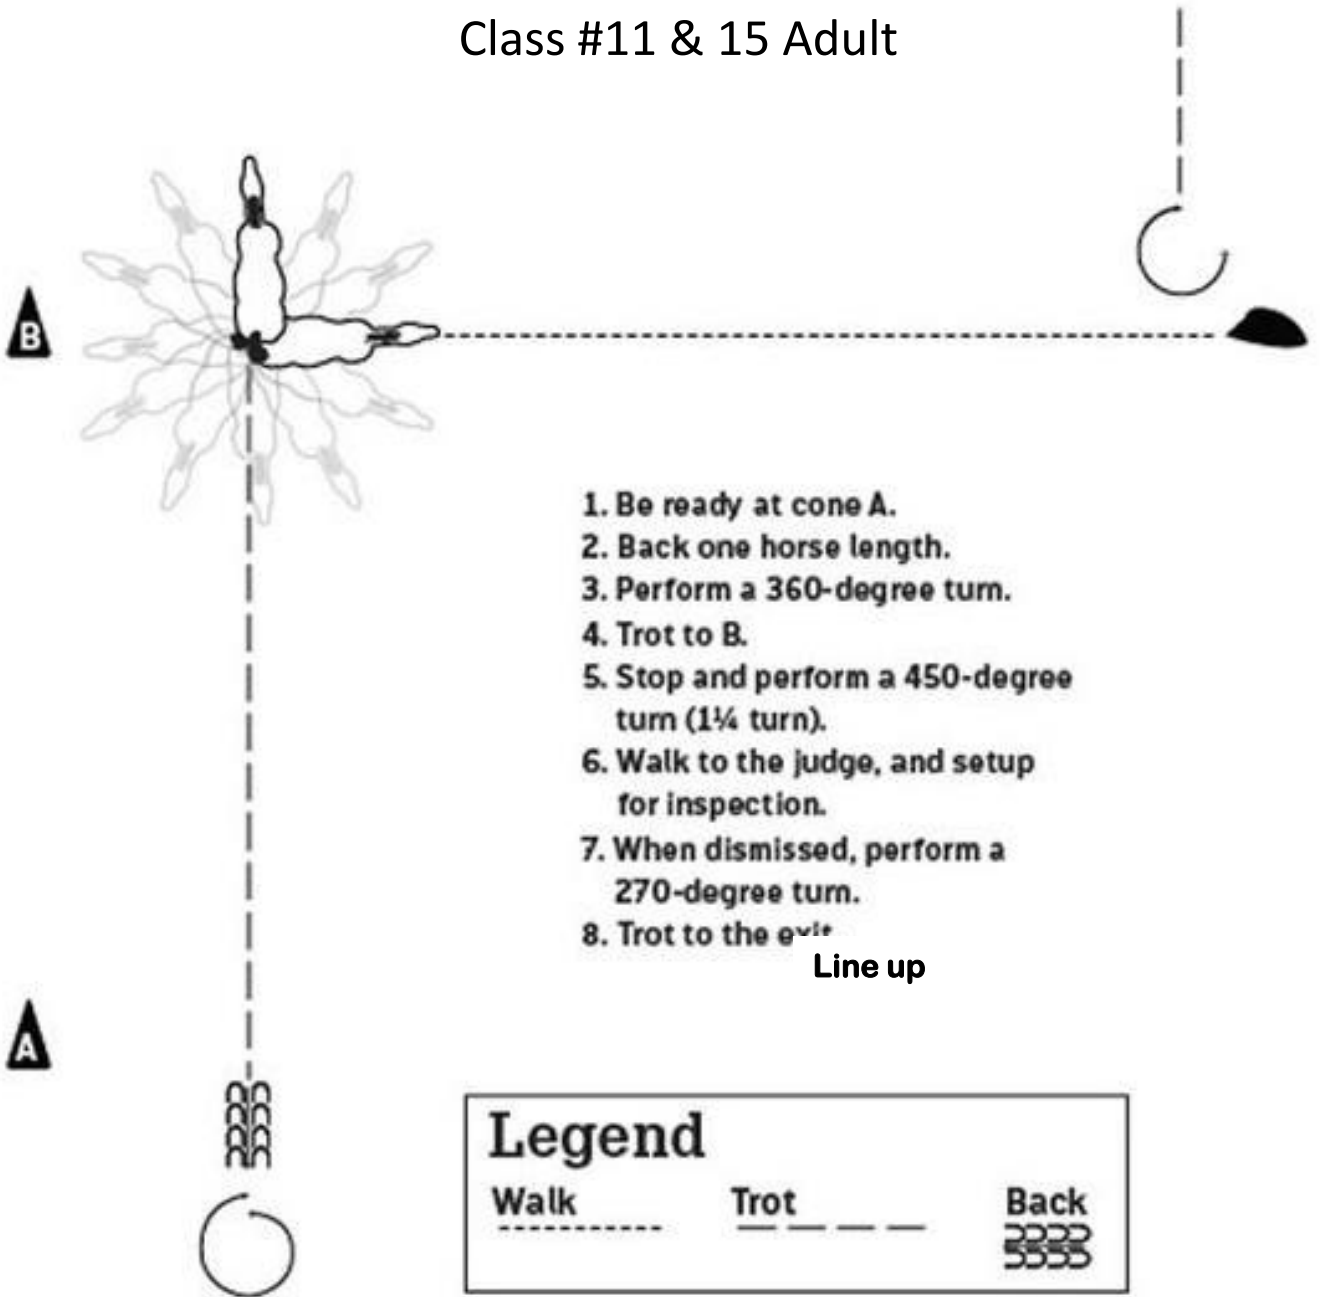 Class #11 & 15 Adult
B
1. Be ready at cone A.
2. Back one horse length.
3. Perform a 360-degree turn.
4. Trot to B.
5. Stop and perform a 450-degree
turn (1¼ turn).
6. Walk to the judge, and setup
for inspection.
7. When dismissed, perform a
270-degree turn.
8. Trot to the exit
Line up
A
Legend
Walk Trot Back